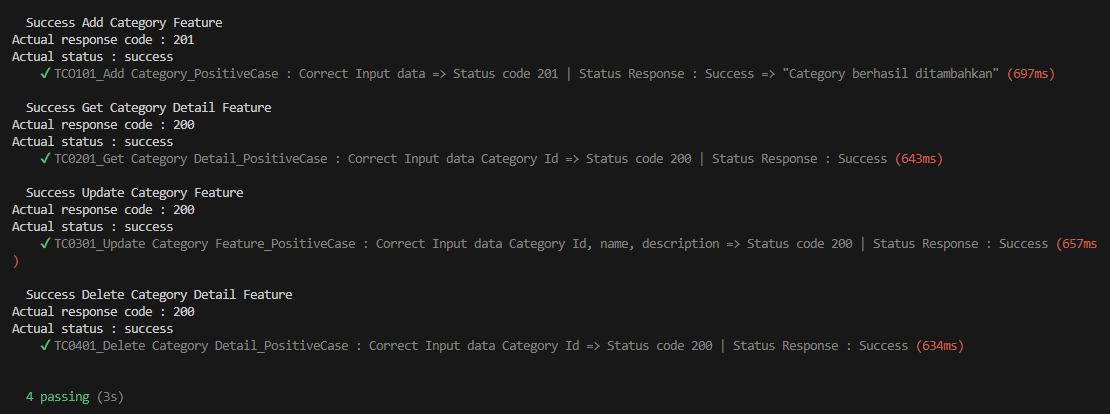 Success Add Category Feature
Actual response code : 201
Actual status : success
✓ TCO101_Add Category_PositiveCase : Correct Input data => Status code 201 | Status Response : Success => "Category berhasil ditambahkan" (697ms)
Success Get Category Detail Feature
Actual response code : 200
Actual status : success
✓ TC0201_Get Category Detail_PositiveCase : Correct Input data Category Id => Status code 200 | Status Response : Success (643ms)
Success Update Category Feature
Actual response code : 200
Actual status : success
✓ TC0301_Update Category Feature_PositiveCase : Correct Input data Category Id, name, description => Status code 200 | Status Response : Success (657ms
)
Success Delete Category Detail Feature
Actual response code : 200
Actual status : success
✓ TC0401_Delete Category Detail_PositiveCase : Correct Input data Category Id => Status code 200 | Status Response : Success (634ms)
4 passing (3s)